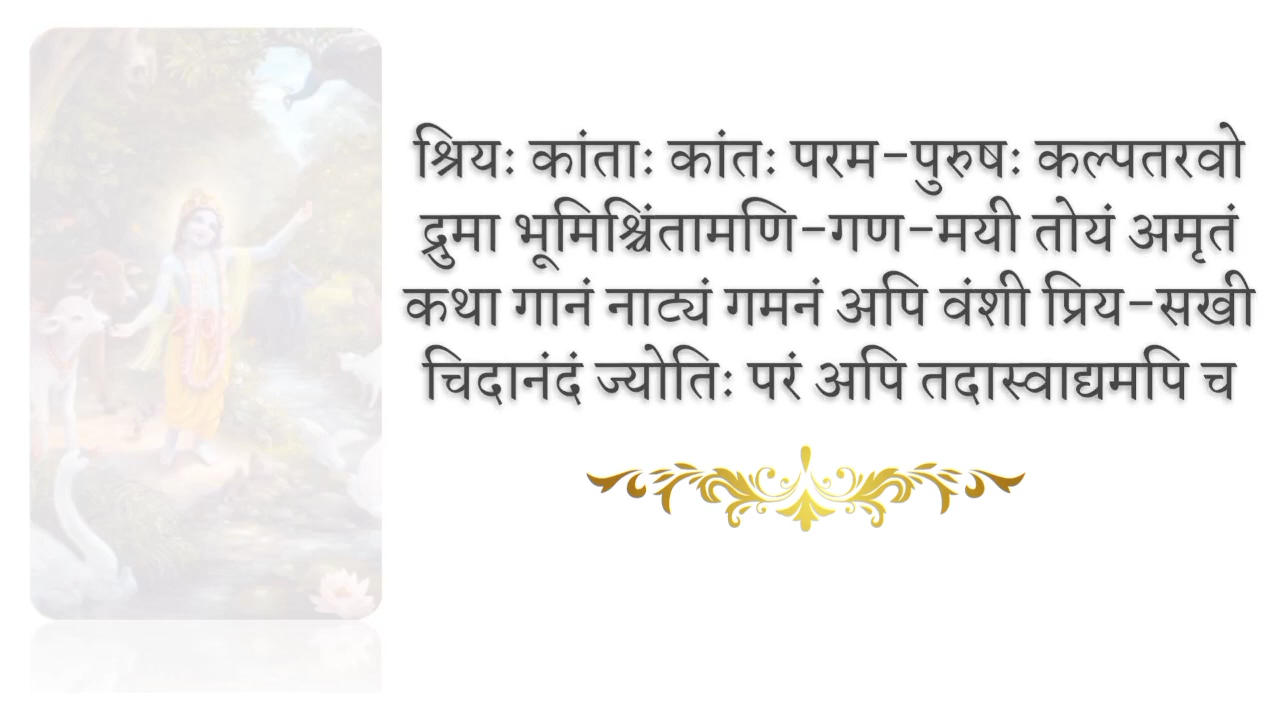 श्रियः कांताः कांतः परम-पुरुषः कल्पतरवो
द्रुमा भूमिश्चिंतामणि-गण-मयी तोयं अमृतं
कथा गानं नाट्यं गमनं अपि वंशी प्रिय-सखी
चिदानंदं ज्योतिः परं अपि तदास्वाद्यमपि च